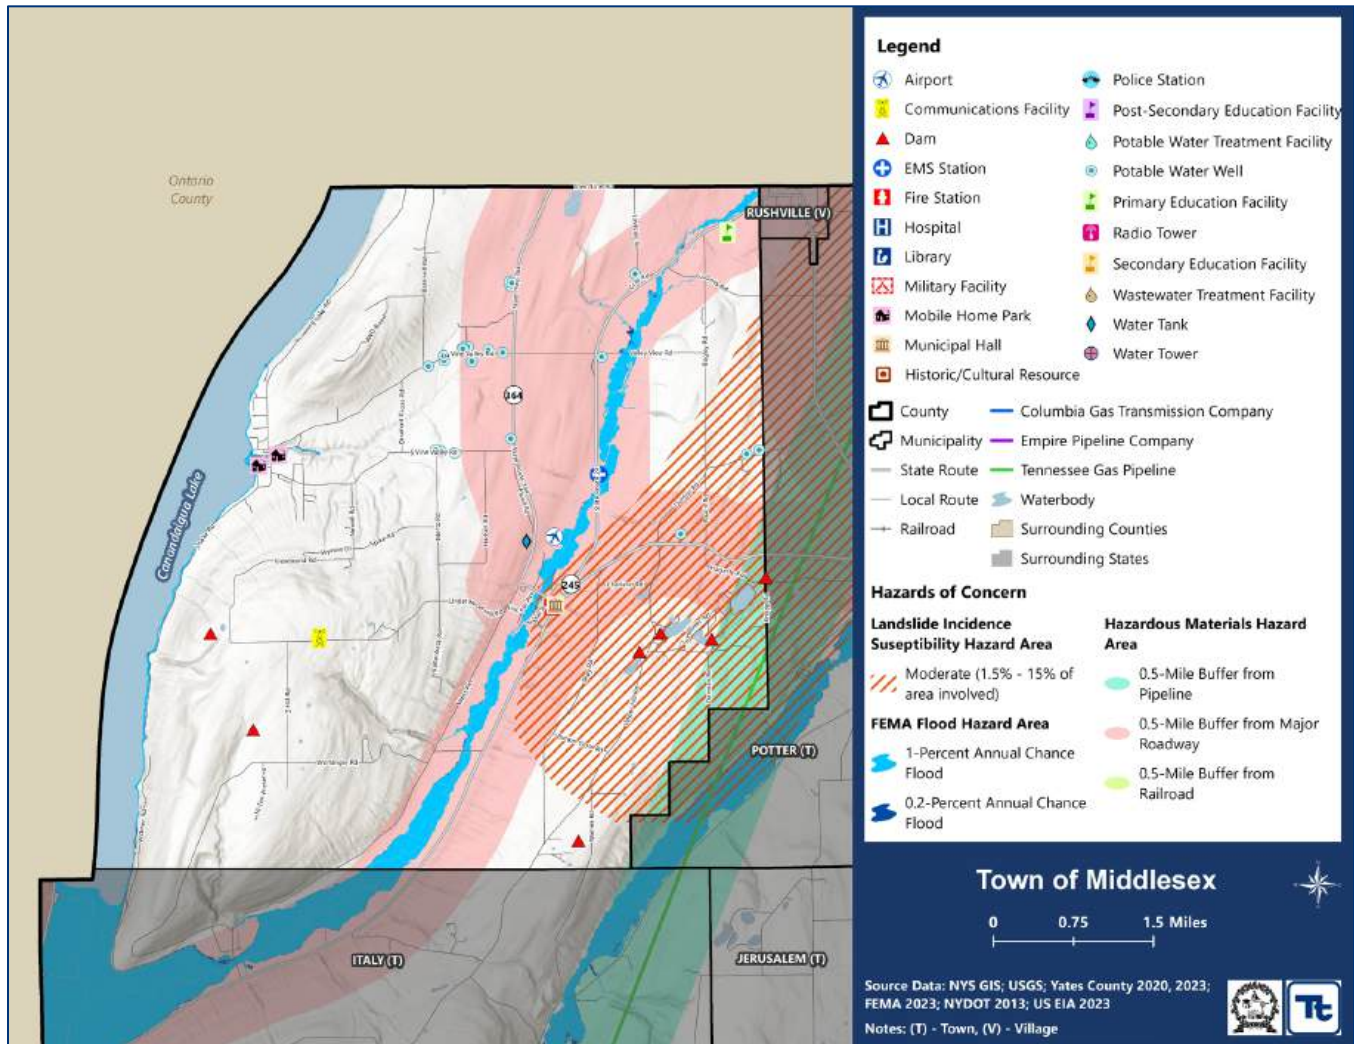 Ontario
County
RUSHVILLE (V)
Valley View Rd
364
S Vine Valley Rd
Canandaigua Lake
245
POTTER (T)
ITALY (T)
JERUSALEM (T)
Legend
Airport
Communications Facility
Dam
EMS Station
Fire Station
Hospital
Library
Military Facility
Mobile Home Park
Municipal Hall
Historic/Cultural Resource
Police Station
Post-Secondary Education Facility
Potable Water Treatment Facility
Potable Water Well
Primary Education Facility
Radio Tower
Secondary Education Facility
Wastewater Treatment Facility
Water Tank
Water Tower
County
Municipality
State Route
Local Route
Railroad
Columbia Gas Transmission Company
Empire Pipeline Company
Tennessee Gas Pipeline
Waterbody
Surrounding Counties
Surrounding States
Hazards of Concern
Landslide Incidence
Suseptibility Hazard Area
Moderate (1.5% - 15% of
area involved)
FEMA Flood Hazard Area
1-Percent Annual Chance
Flood
0.2-Percent Annual Chance
Flood
Hazardous Materials Hazard
Area
0.5-Mile Buffer from
Pipeline
0.5-Mile Buffer from Major
Roadway
0.5-Mile Buffer from
Railroad
Town of Middlesex
0 0.75 1.5 Miles
Source Data: NYS GIS; USGS; Yates County 2020, 2023;
FEMA 2023; NYDOT 2013; US EIA 2023
Notes: (T) - Town, (V) - Village